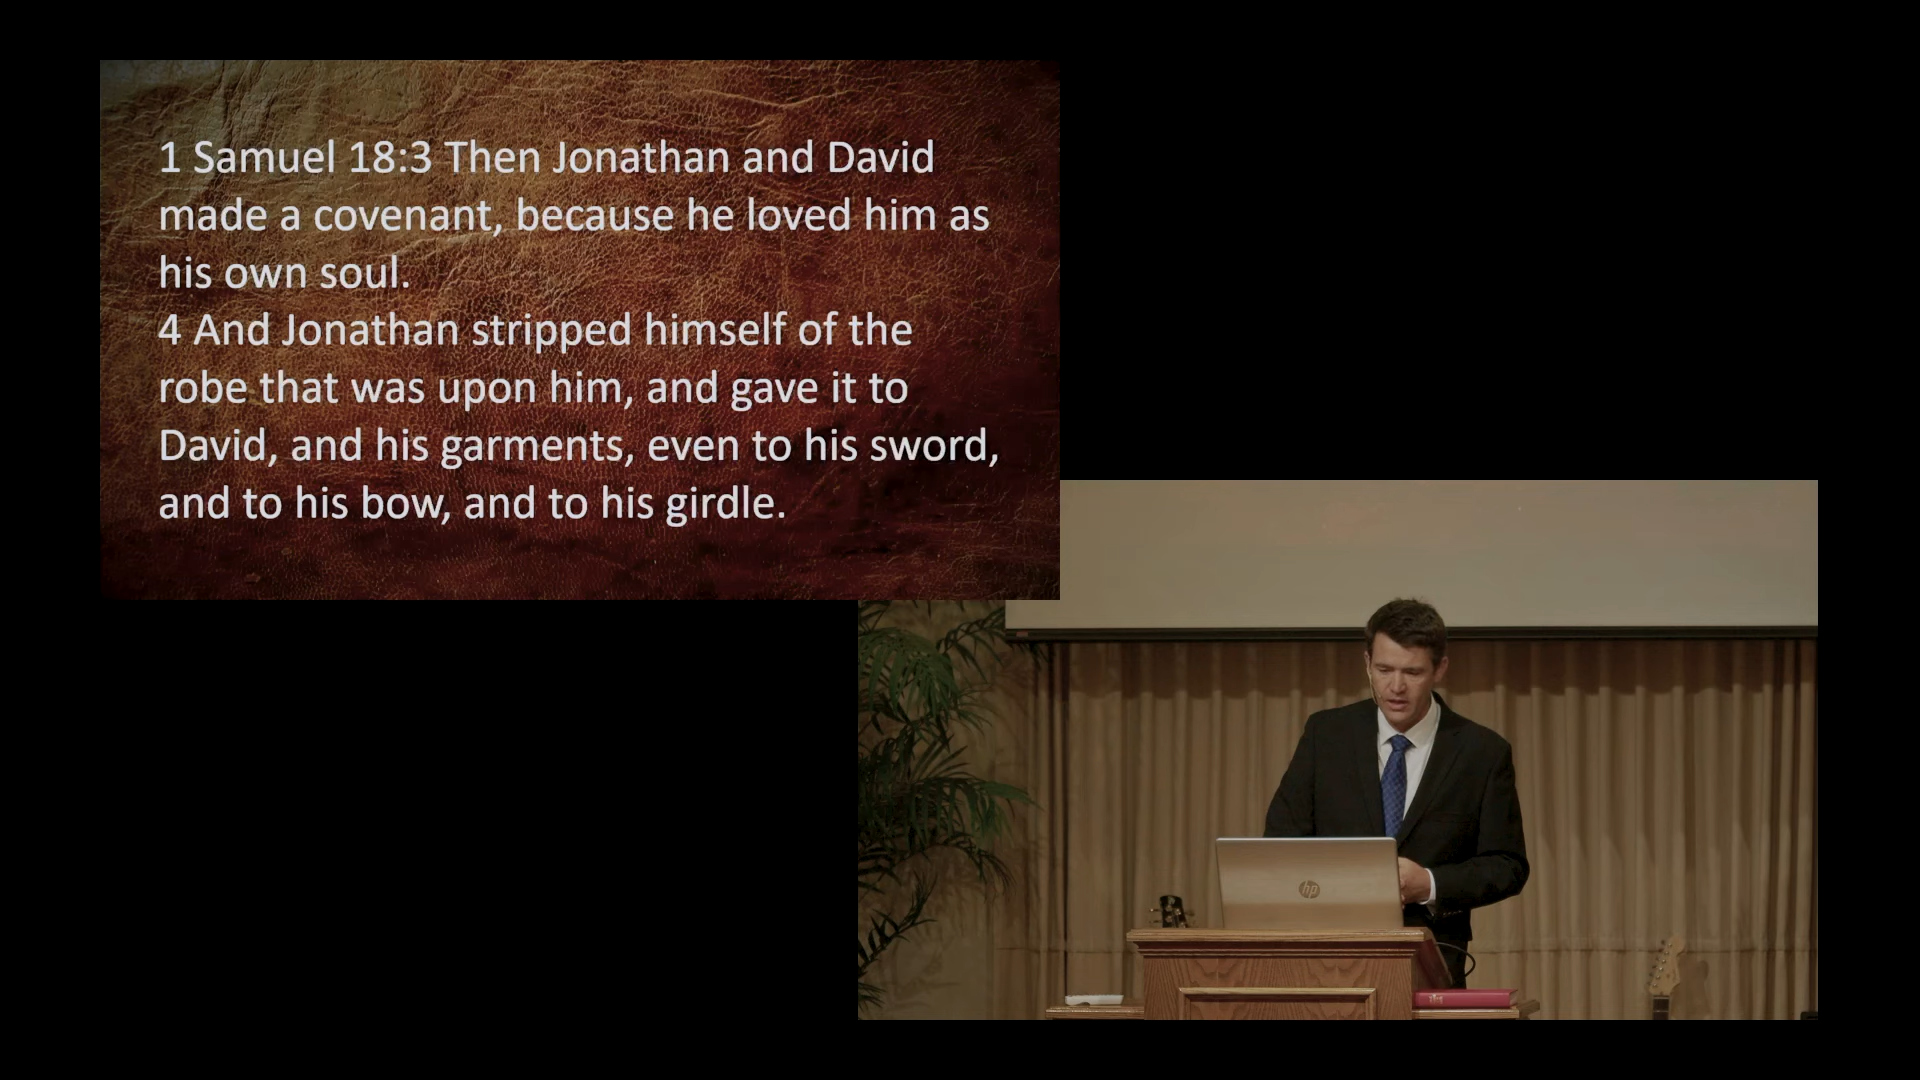 1 Samuel 18:3 Then Jonathan and David
made a covenant, because he loved him as
his own soul.
4 And Jonathan stripped himself of the
robe that was upon him, and gave it to
David, and his garments, even to his sword,
and to his bow, and to his girdle.
hp